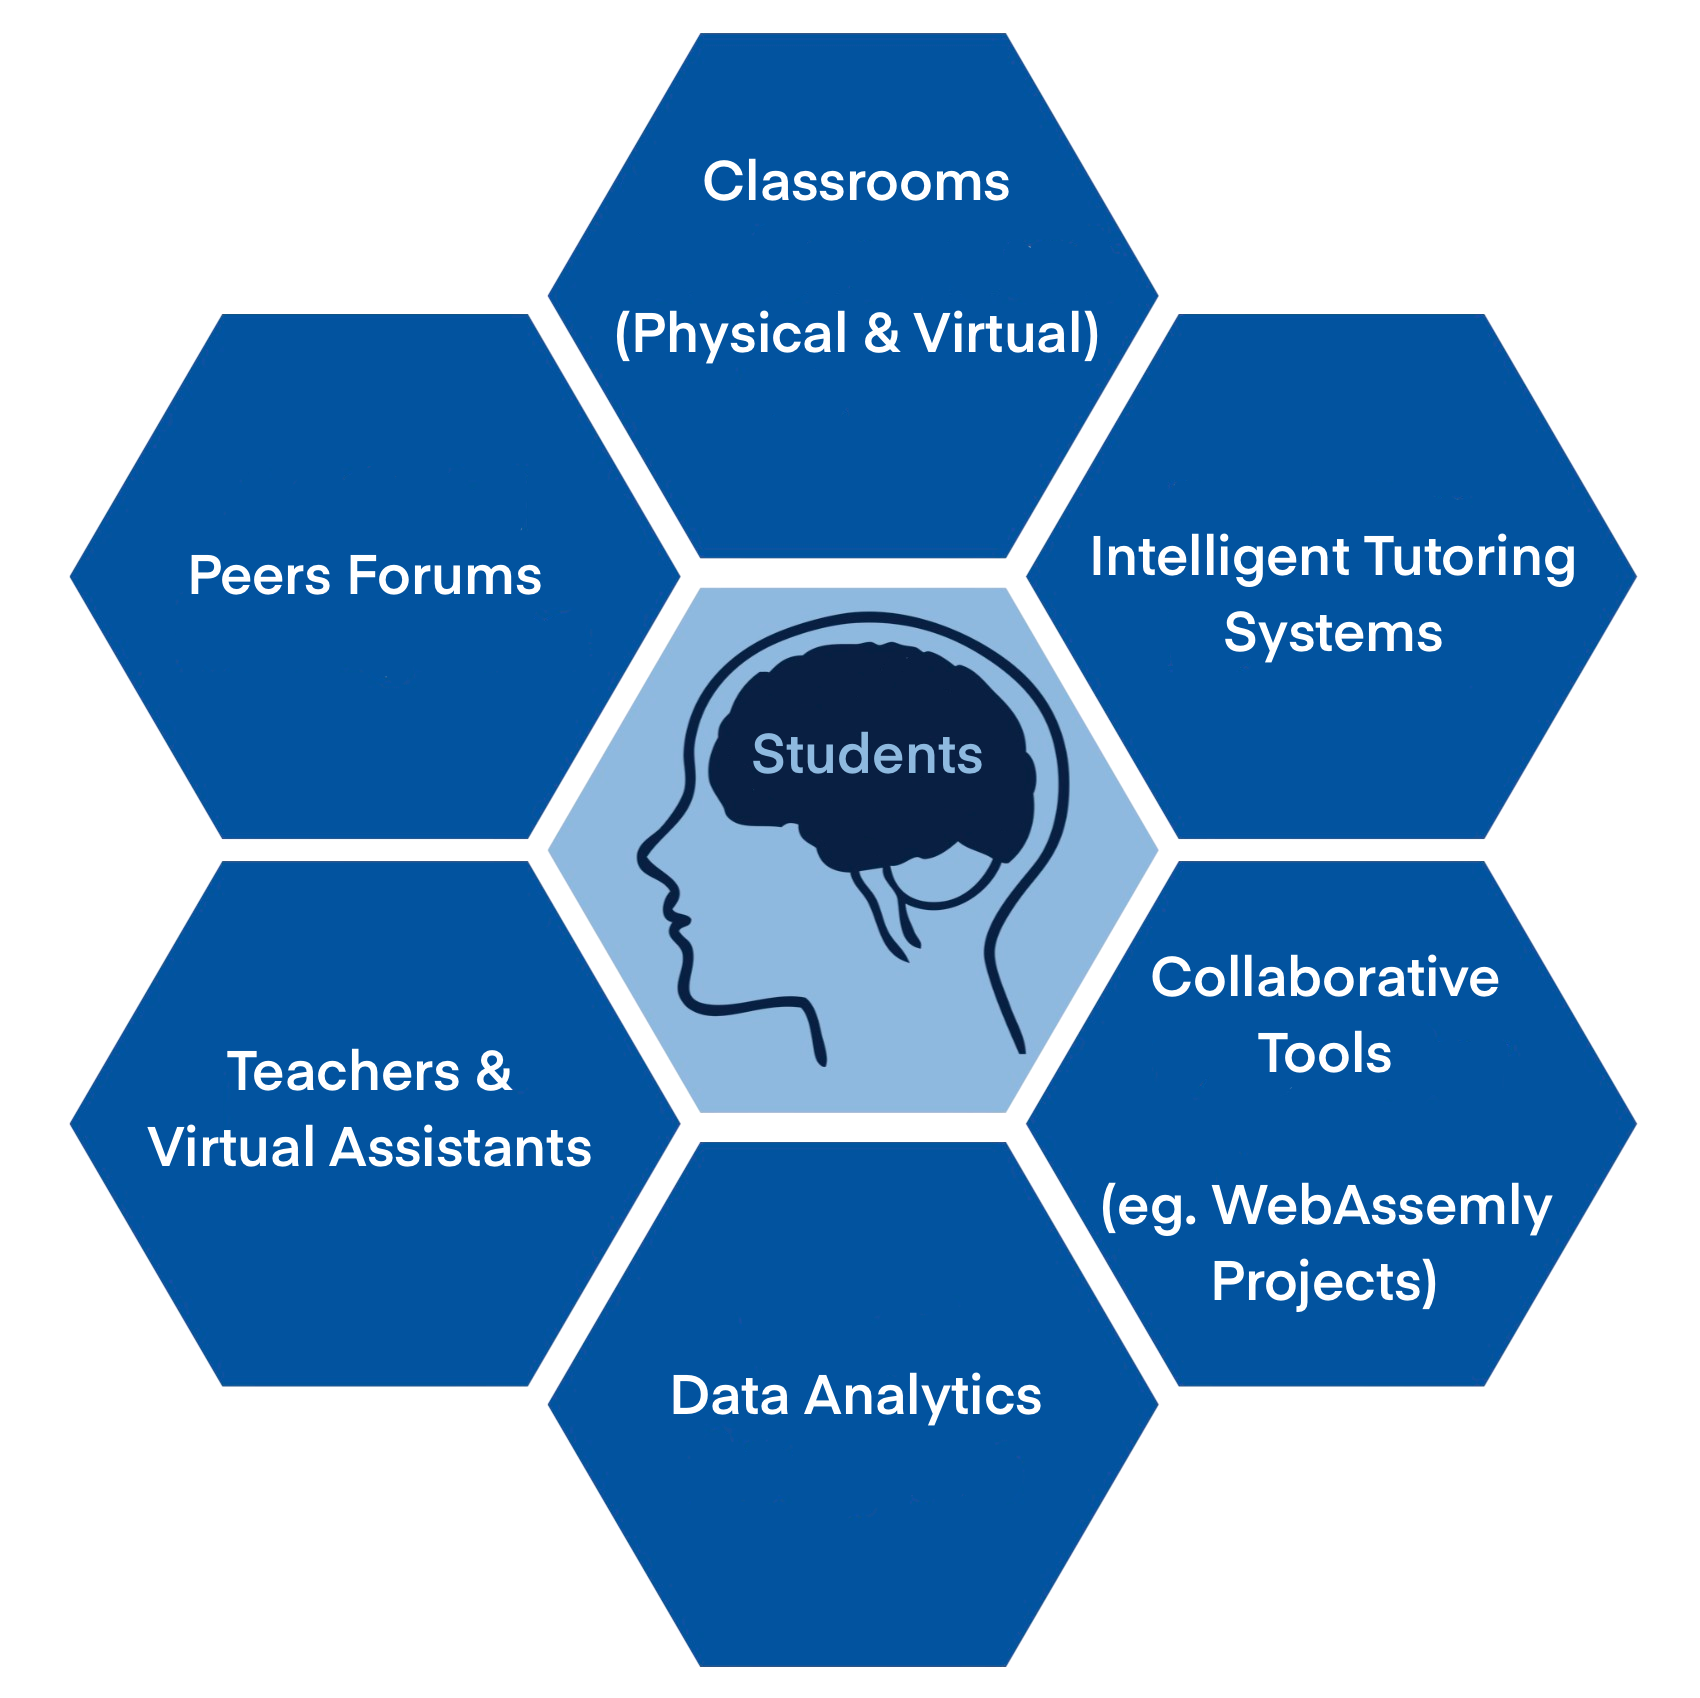 Classrooms
(Physical & Virtual)
Peers Forums
Intelligent Tutoring
Systems
Students
Teachers &
Virtual Assistants
Collaborative
Tools
(eg. WebAssemly
Projects)
Data Analytics